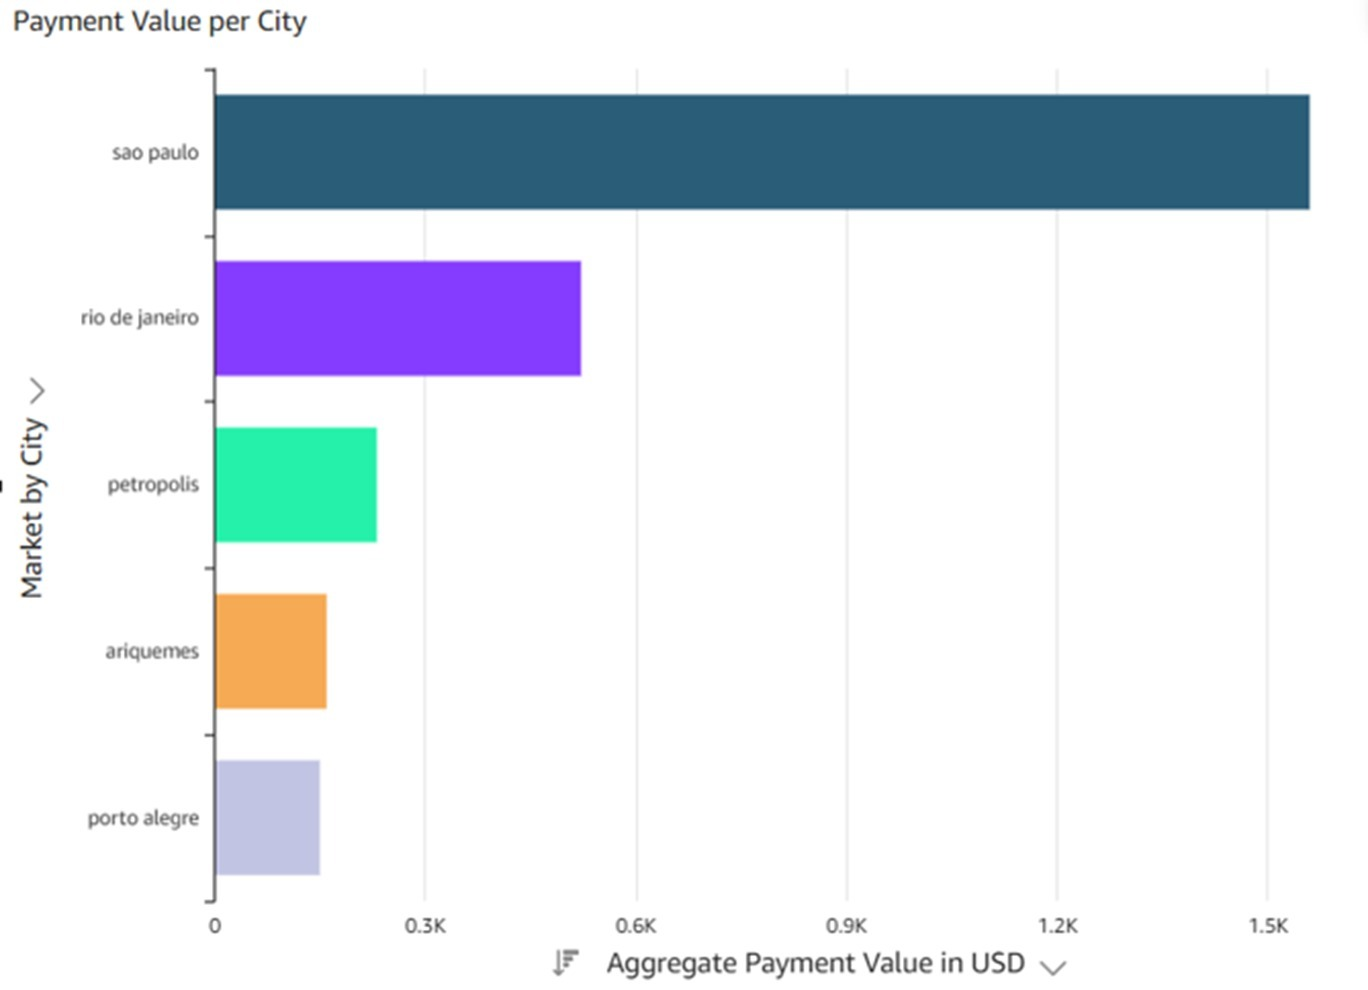 Payment Value per City
Market by City
sao paulo
rio de janeiro
petropolis
ariquemes
porto alegre
0 0.3K 0.6K 0.9K 1.2K 1.5K
Aggregate Payment Value in USD